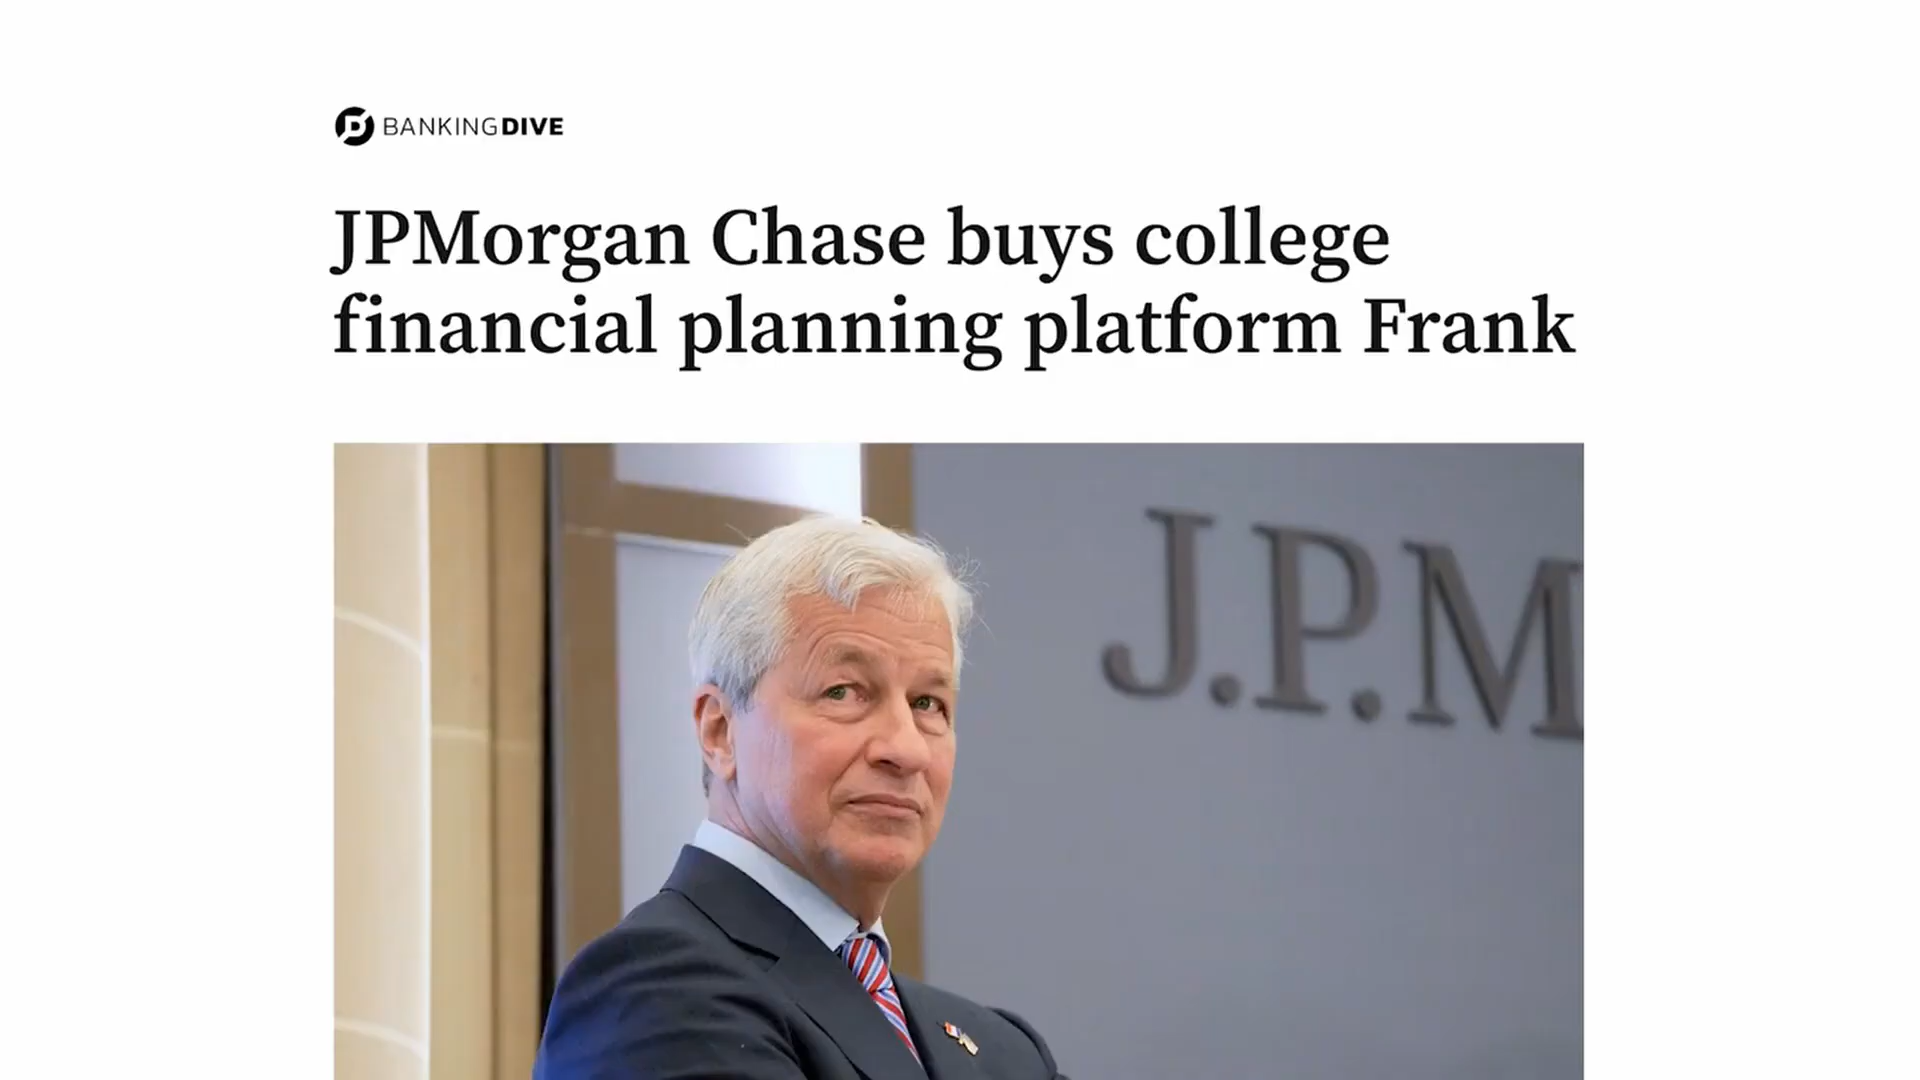 BANKINGDIVE
JPMorgan Chase buys college
financial planning platform Frank
J.P.M